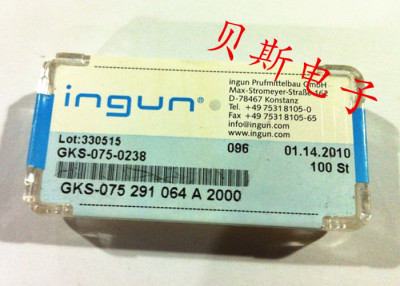 贝斯电子
ingun®
ingun Prüfmittelbau GmbH
Max-Stromeyer-Straße 162
D-78467 Konstanz
Tel +49 7531 8105-0
Fax +49 7531 8105-65
info@ingun.com
www.ingun.com
Lot:330515
GKS-075-0238
096
01.14.2010
100 St
GKS-075 291 064 A 2000